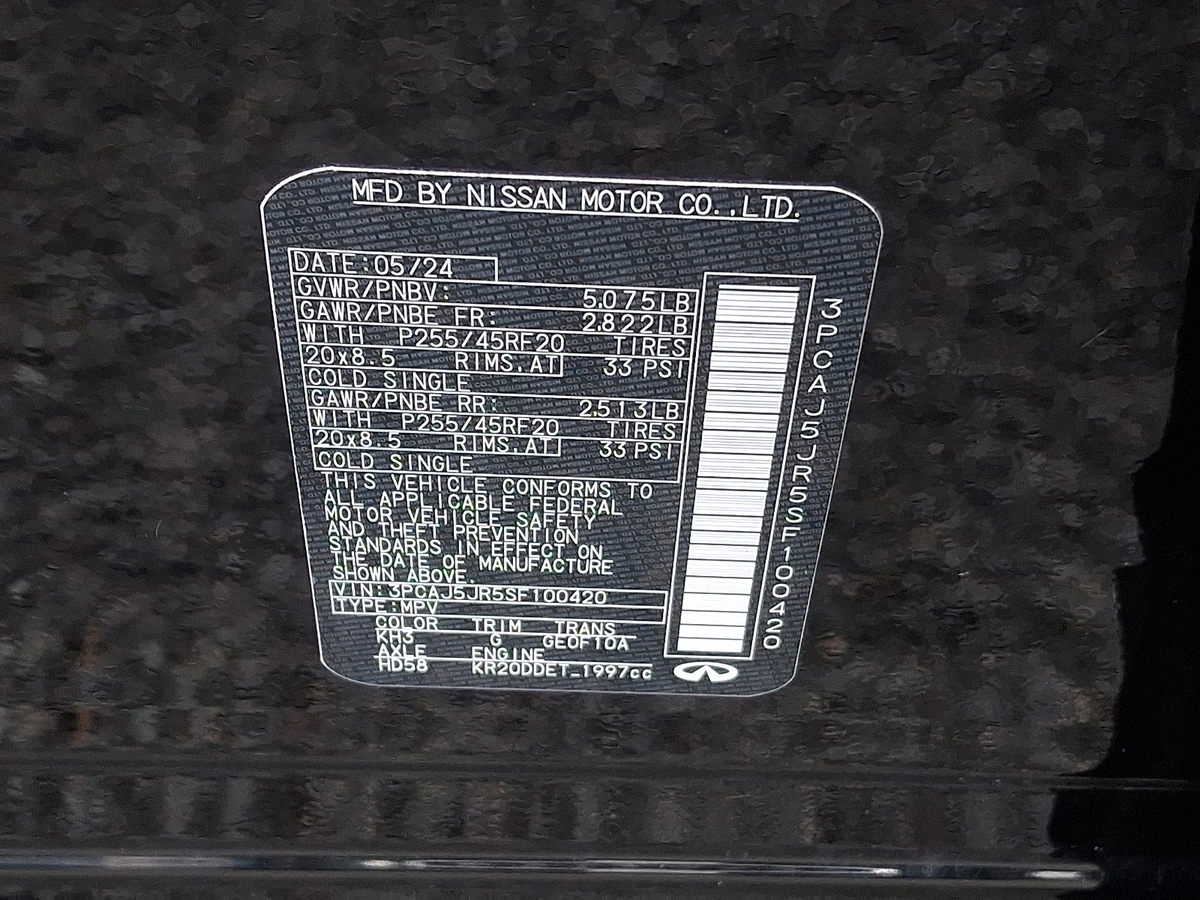 MFD BY NISSAN MOTOR CO.,LTD.
DATE:05/24
GVWR/PNBV: 5.075LB
GAWR/PNBE FR: 2.822LB
WITH P255/45RF20 TIRES
20x8.5 RIMS.AT 33 PSI
COLD SINGLE
GAWR/PNBE RR: 2.513LB
WITH P255/45RF20 TIRES
20x8.5 RIMS.AT 33 PSI
COLD SINGLE
THIS VEHICLE CONFORMS TO
ALL APPLICABLE FEDERAL
MOTOR VEHICLE SAFETY
AND THEFT PREVENTION
STANDARDS IN EFFECT ON
THE DATE OF MANUFACTURE
SHOWN ABOVE.
VIN:3PCAJ5JR5SF100420
TYPE:MPV
COLOR TRIM TRANS
KH3 G GE0F10A
AXLE ENGINE
HD58 KR20DDET_1997cc
3PCAJ5JR5SF100420